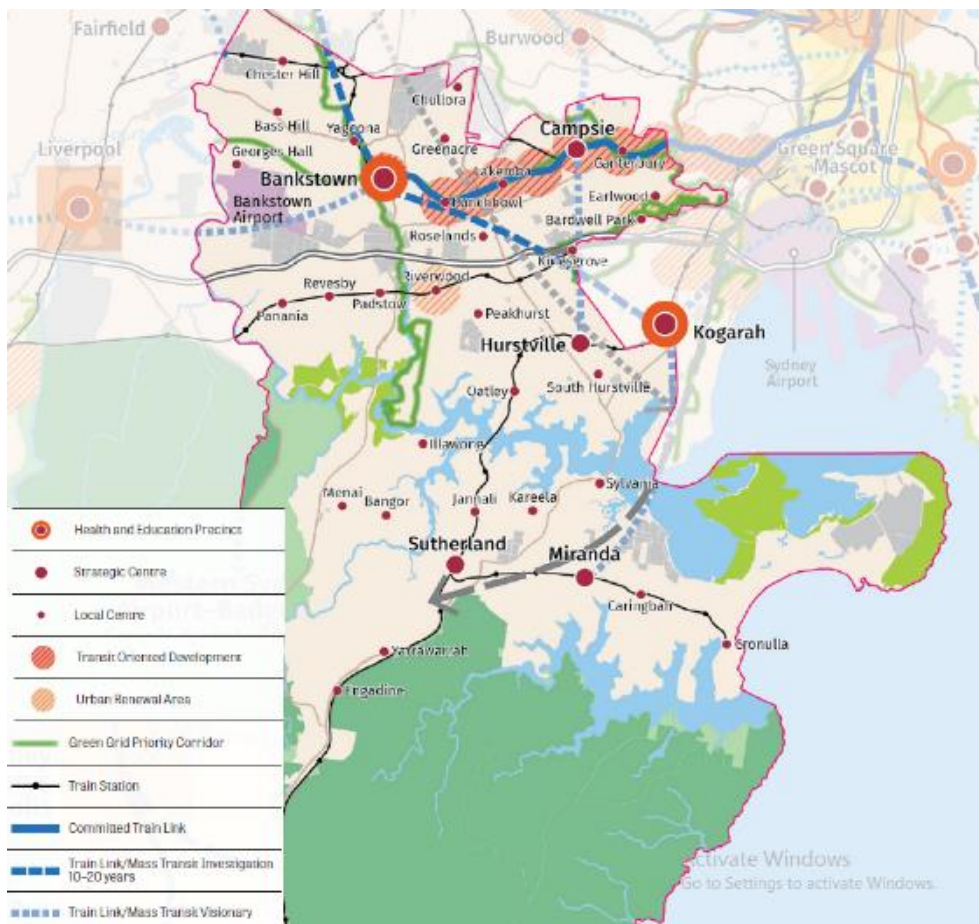 Fairfield
Burwood
Chester Hill
Chullora
Bass Hill
Yagoona
Campsie
Liverpool
Georges Hall
Greenacre
Canterbury
Green Square
Mascot
Lakemba
Bankstown
Earlwood
Bankstown
Airport
Punchbowl
Bardwell Park
Roselands
Kingsgrove
Riverwood
Revesby
Padstow
Panania
Peakhurst
Kogarah
Hurstville
Sydney
Airport
South Hurstville
Oatley
Illawong
Sylvania
Menai
Bangor
Jannali
Kareela
Sutherland
Miranda
Caringbah
Cronulla
Yarrawarrah
Engadine
Health and Education Precinct
Strategic Centre
Local Centre
Transit Oriented Development
Urban Renewal Area
Green Grid Priority Corridor
Train Station
Committed Train Link
Train Link/Mass Transit Investigation
10–20 years
Train Link/Mass Transit Visionary
Activate Windows
Go to Settings to activate Windows.